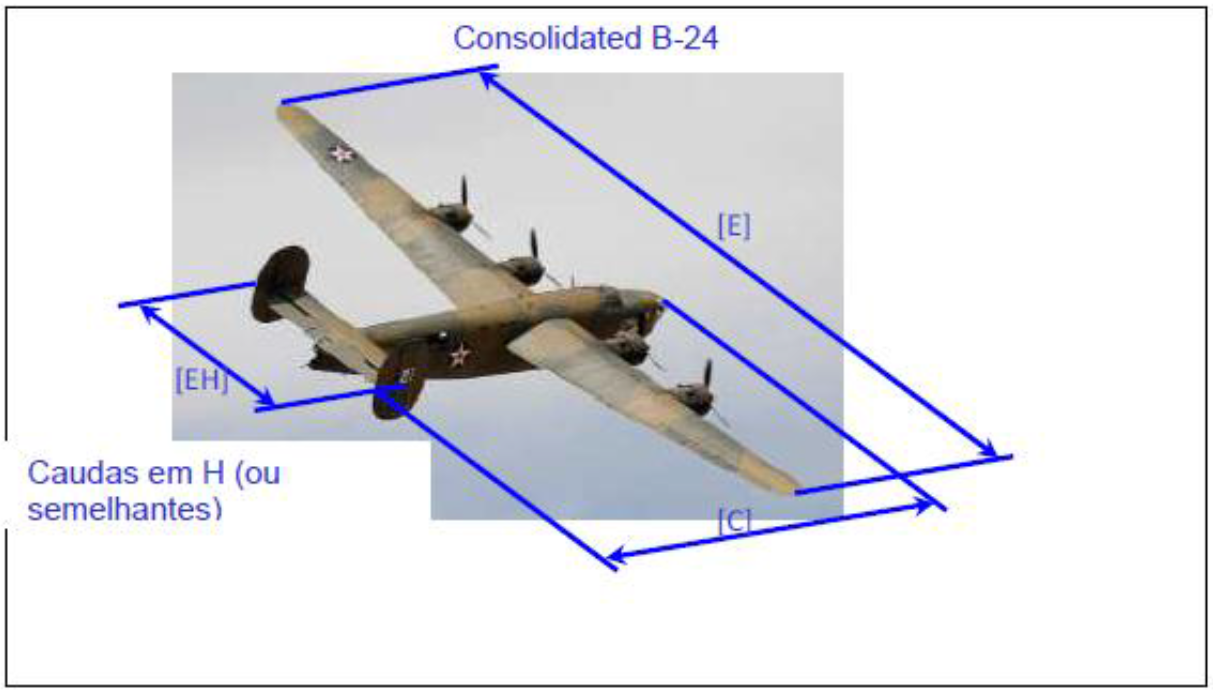 Consolidated B-24
[E]
[EH]
Caudas em H (ou
semelhantes)
[C]